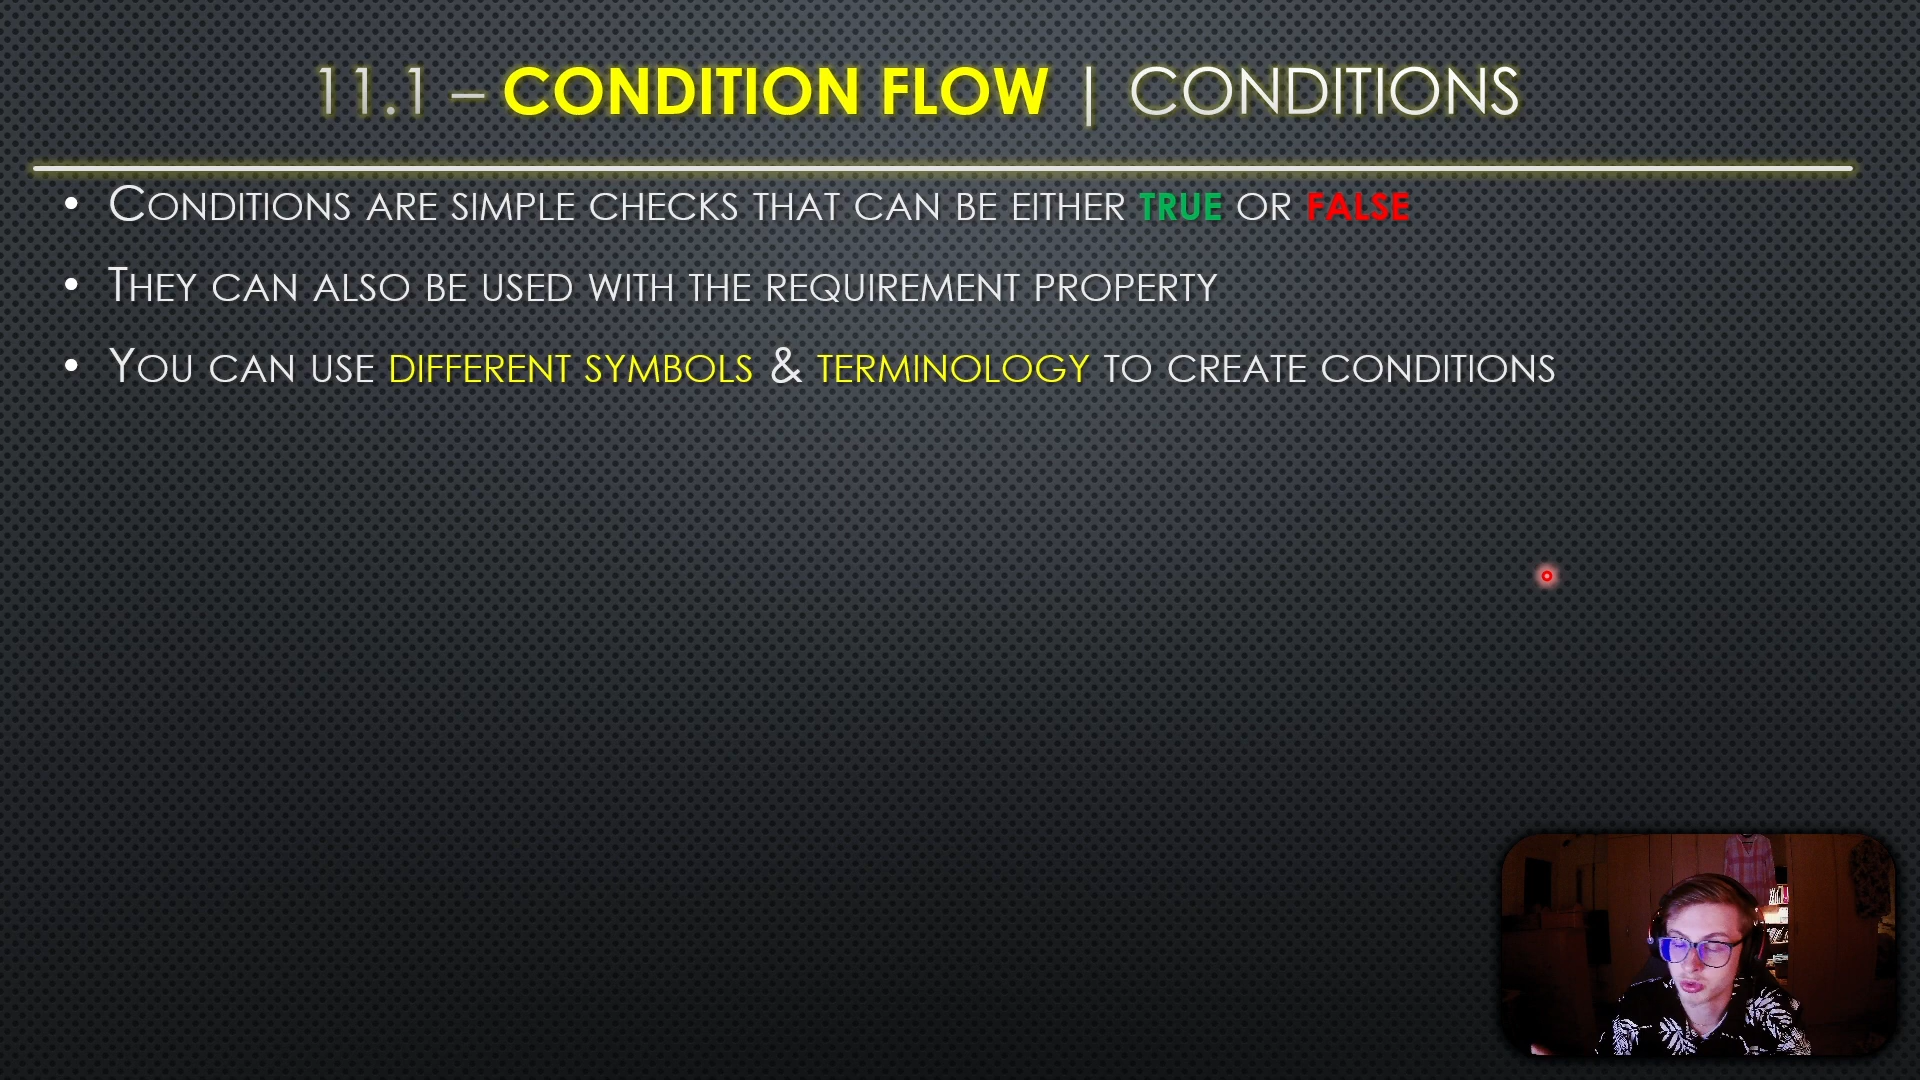 11.1 – CONDITION FLOW | CONDITIONS
• CONDITIONS ARE SIMPLE CHECKS THAT CAN BE EITHER TRUE OR FALSE
• THEY CAN ALSO BE USED WITH THE REQUIREMENT PROPERTY
• YOU CAN USE DIFFERENT SYMBOLS & TERMINOLOGY TO CREATE CONDITIONS